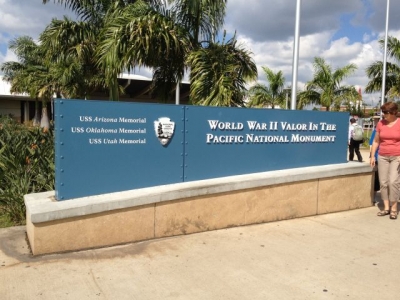 USS Arizona Memorial
USS Oklahoma Memorial
USS Utah Memorial
World War II Valor In The
Pacific National Monument